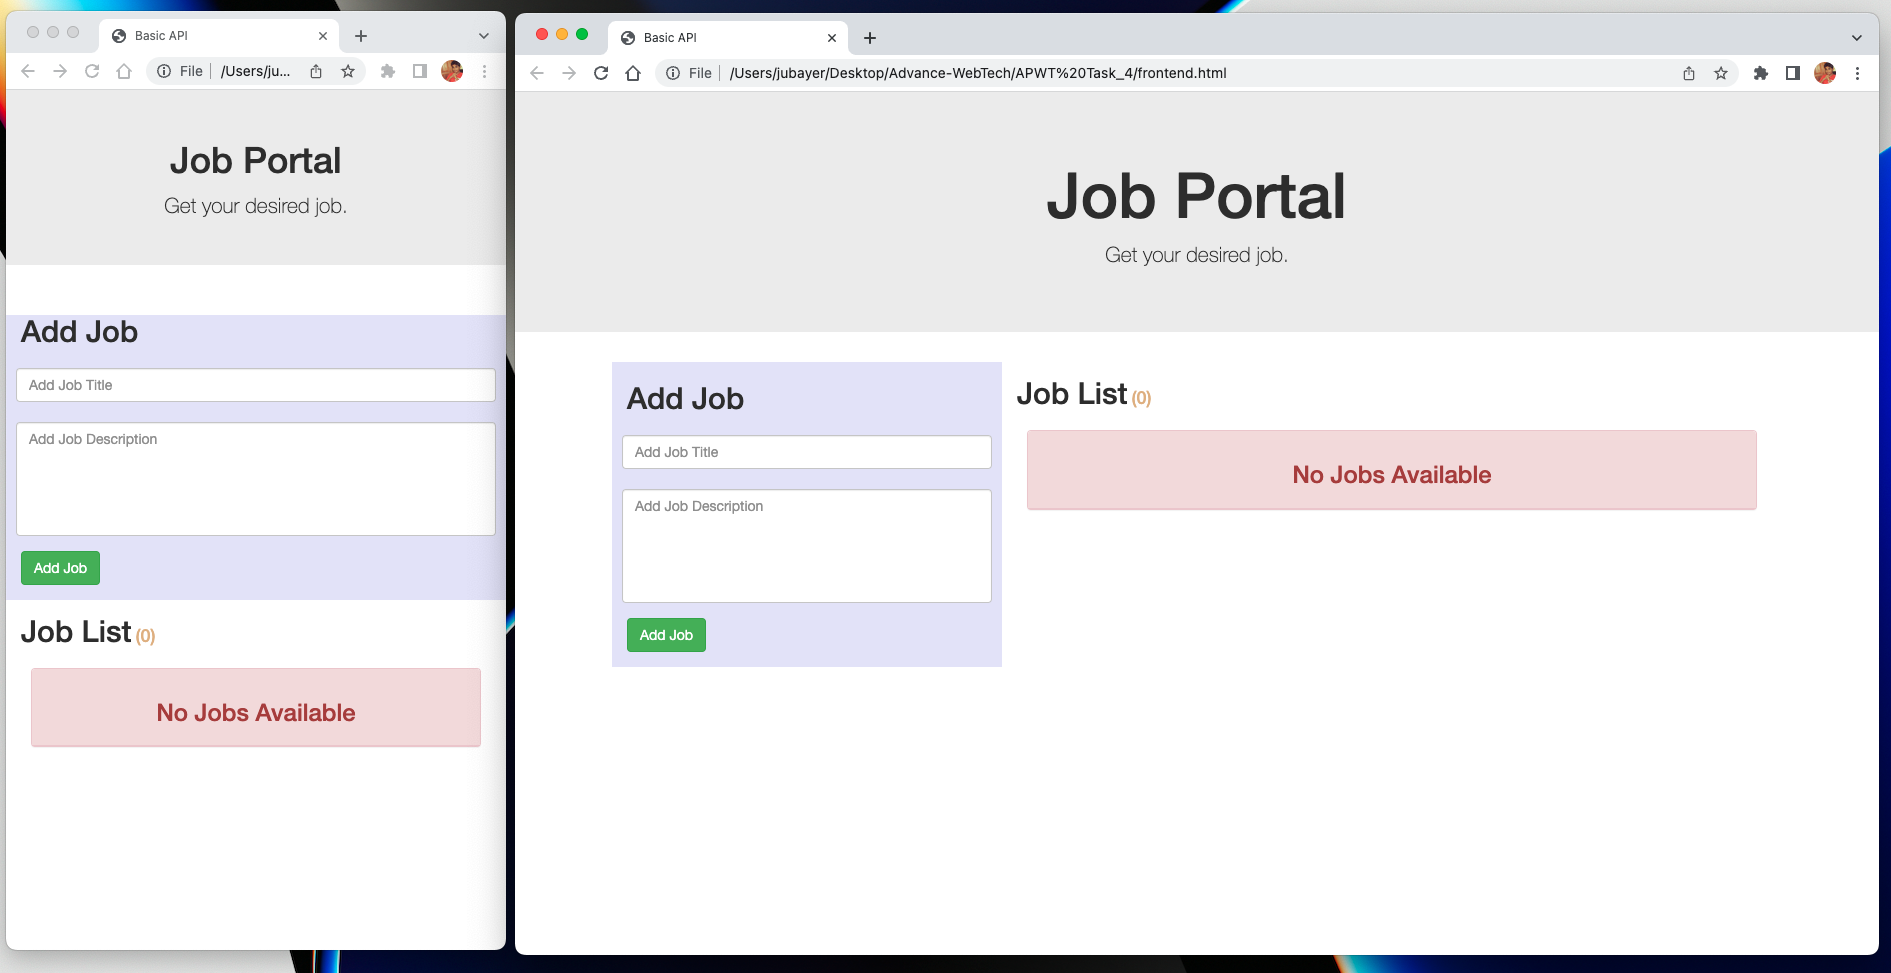 Basic API
File
/Users/ju...
Job Portal
Get your desired job.
Add Job
Add Job Title
Add Job Description
Add Job
Job List (0)
No Jobs Available
Basic API
File
/Users/jubayer/Desktop/Advance-WebTech/APWT%20Task_4/frontend.html
Job Portal
Get your desired job.
Add Job
Add Job Title
Add Job Description
Add Job
Job List (0)
No Jobs Available